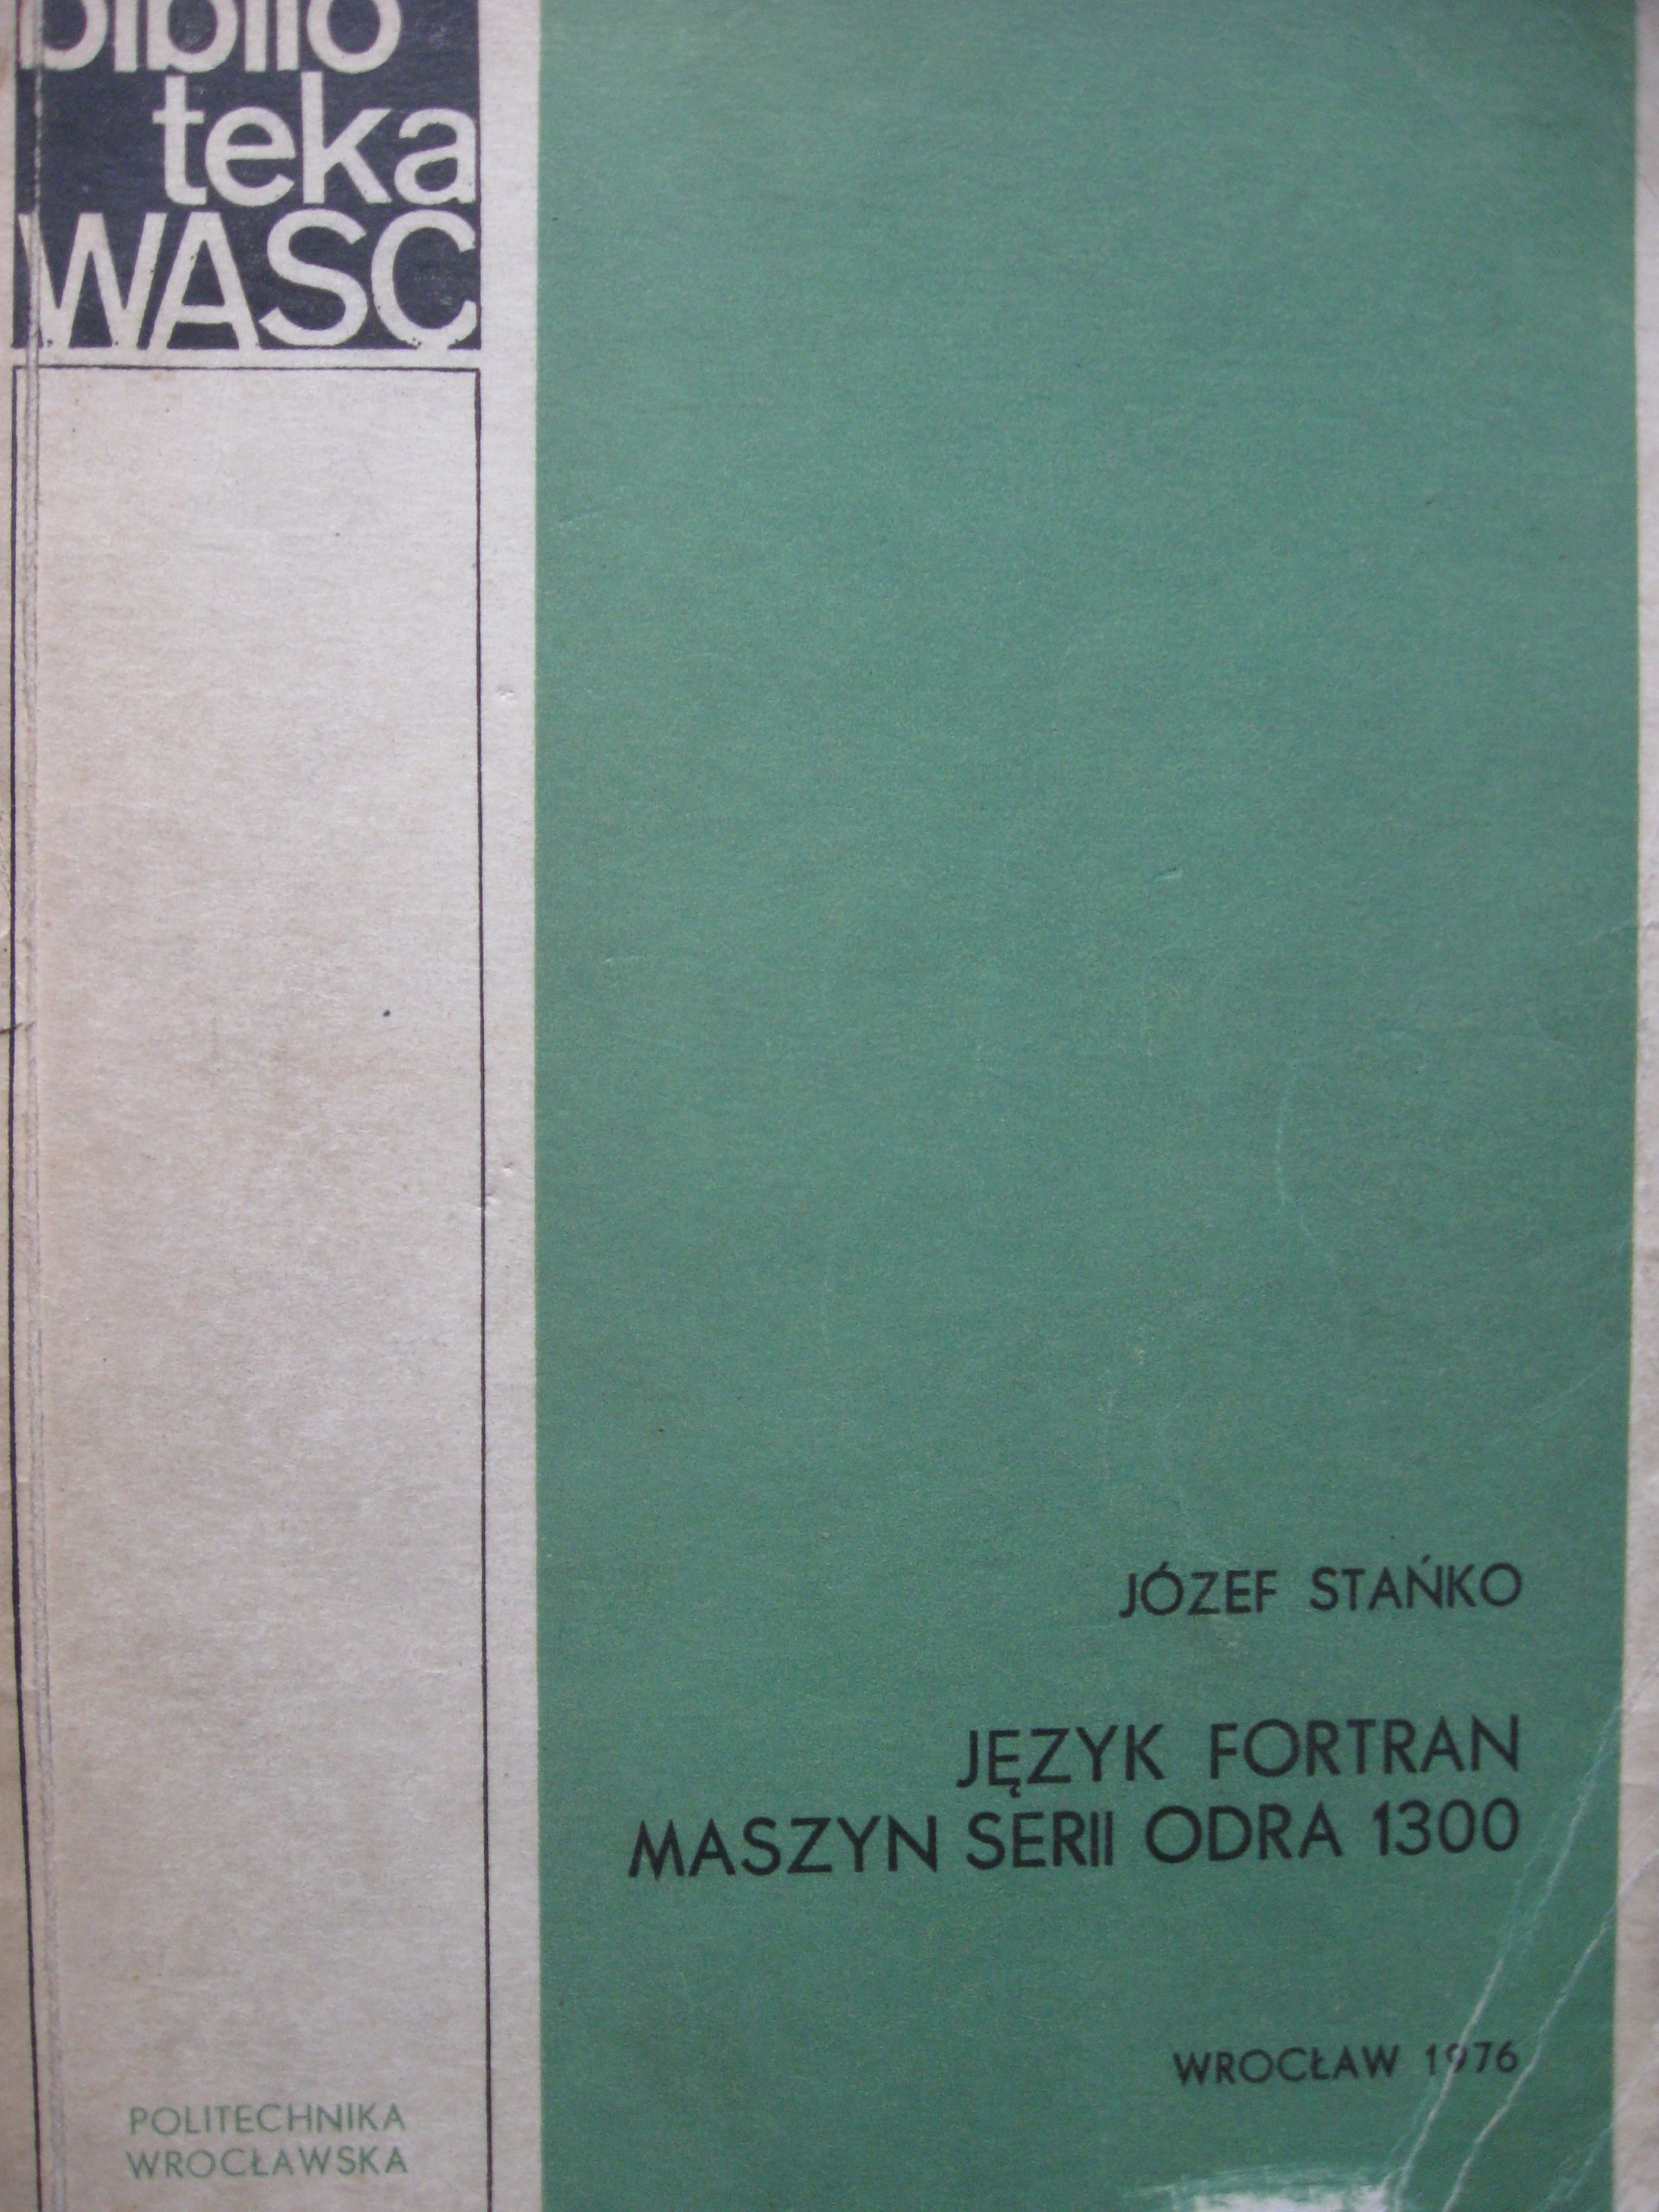 biblio
teka
WASC
JÓZEF STAŃKO
JĘZYK FORTRAN
MASZYN SERII ODRA 1300
WROCŁAW 1976
POLITECHNIKA
WROCŁAWSKA